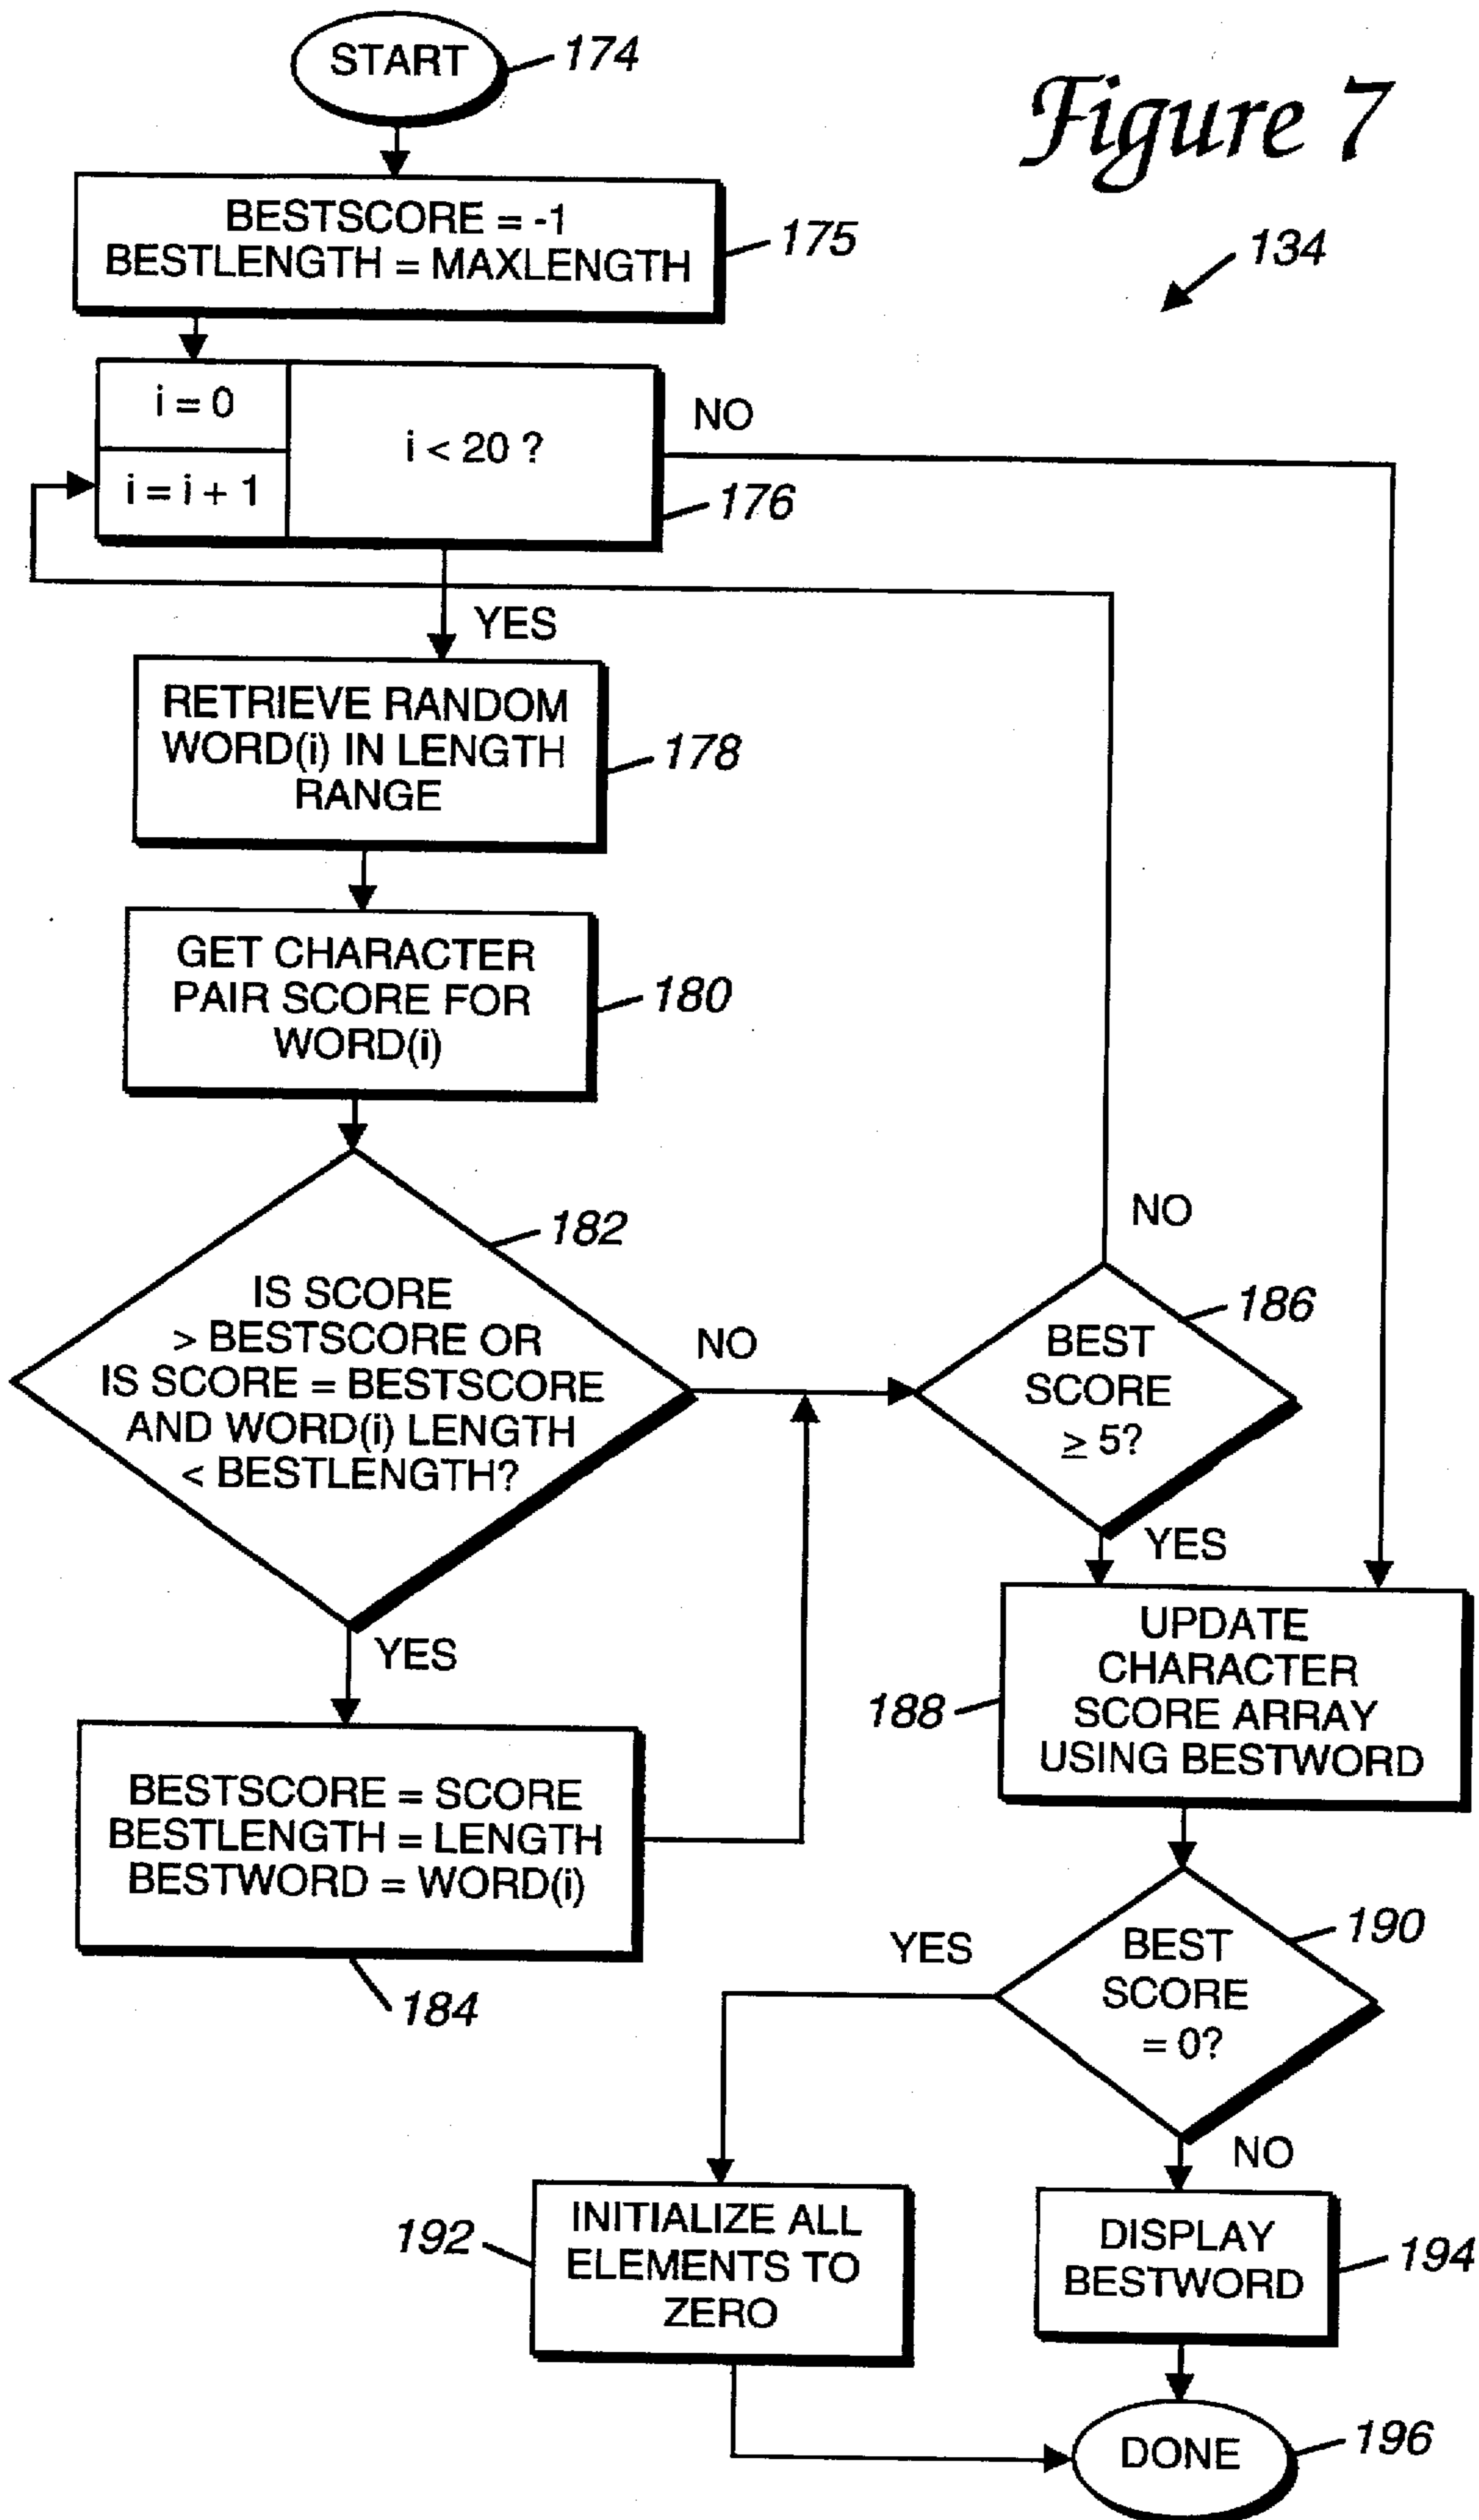 START
174
Figure 7
BESTSCORE = -1
BESTLENGTH = MAXLENGTH
175
134
i = 0
i = i + 1
i < 20 ?
NO
176
YES
RETRIEVE RANDOM
WORD(i) IN LENGTH
RANGE
178
GET CHARACTER
PAIR SCORE FOR
WORD(i)
180
182
IS SCORE
> BESTSCORE OR
IS SCORE = BESTSCORE
AND WORD(i) LENGTH
< BESTLENGTH?
NO
YES
BESTSCORE = SCORE
BESTLENGTH = LENGTH
BESTWORD = WORD(i)
184
NO
186
BEST
SCORE
≥ 5?
YES
UPDATE
CHARACTER
SCORE ARRAY
USING BESTWORD
188
190
BEST
SCORE
= 0?
YES
NO
192
INITIALIZE ALL
ELEMENTS TO
ZERO
DISPLAY
BESTWORD
194
DONE
196